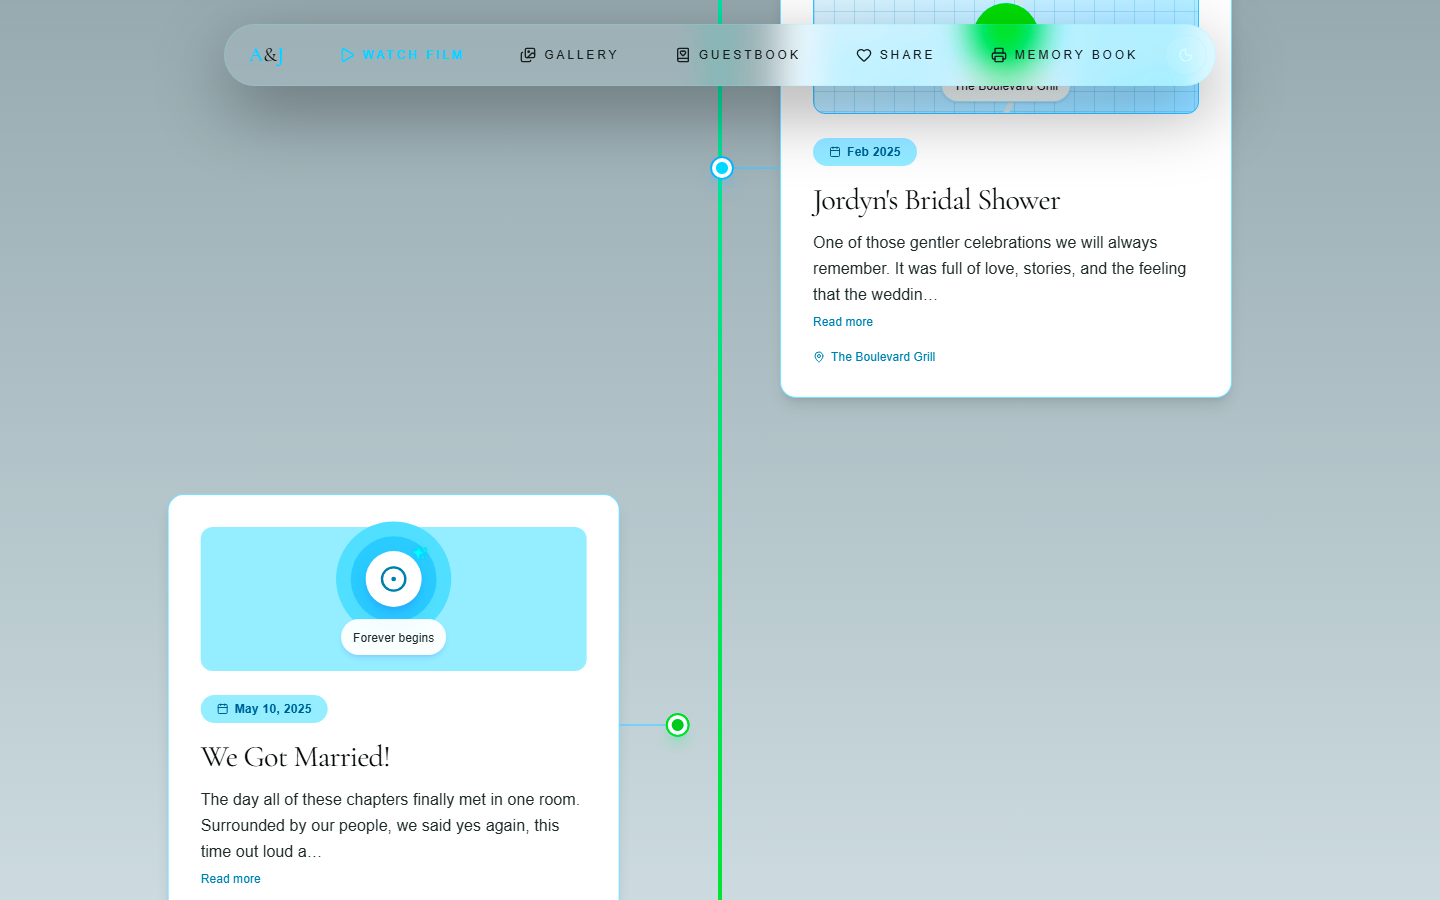 A&J
WATCH FILM
GALLERY
GUESTBOOK
SHARE
MEMORY BOOK
The Boulevard Grill
Feb 2025
Jordyn's Bridal Shower
One of those gentler celebrations we will always
remember. It was full of love, stories, and the feeling
that the weddin…
Read more
The Boulevard Grill
Forever begins
May 10, 2025
We Got Married!
The day all of these chapters finally met in one room.
Surrounded by our people, we said yes again, this
time out loud a…
Read more